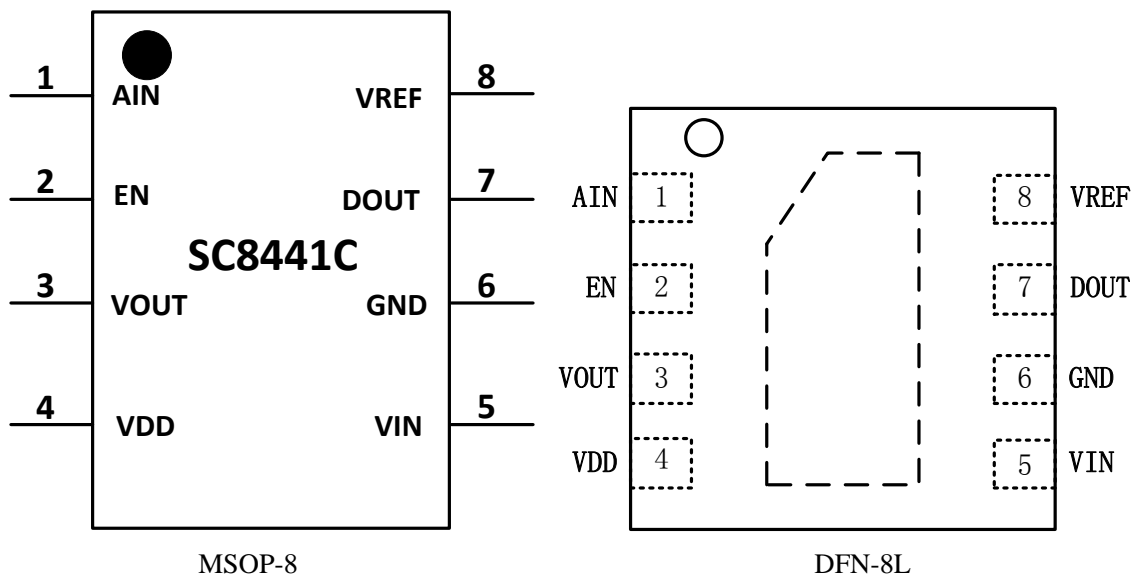 1
AIN
2
EN
3
VOUT
4
VDD
SC8441C
8
VREF
7
DOUT
6
GND
5
VIN
MSOP-8
AIN 1
EN 2
VOUT 3
VDD 4
8 VREF
7 DOUT
6 GND
5 VIN
DFN-8L